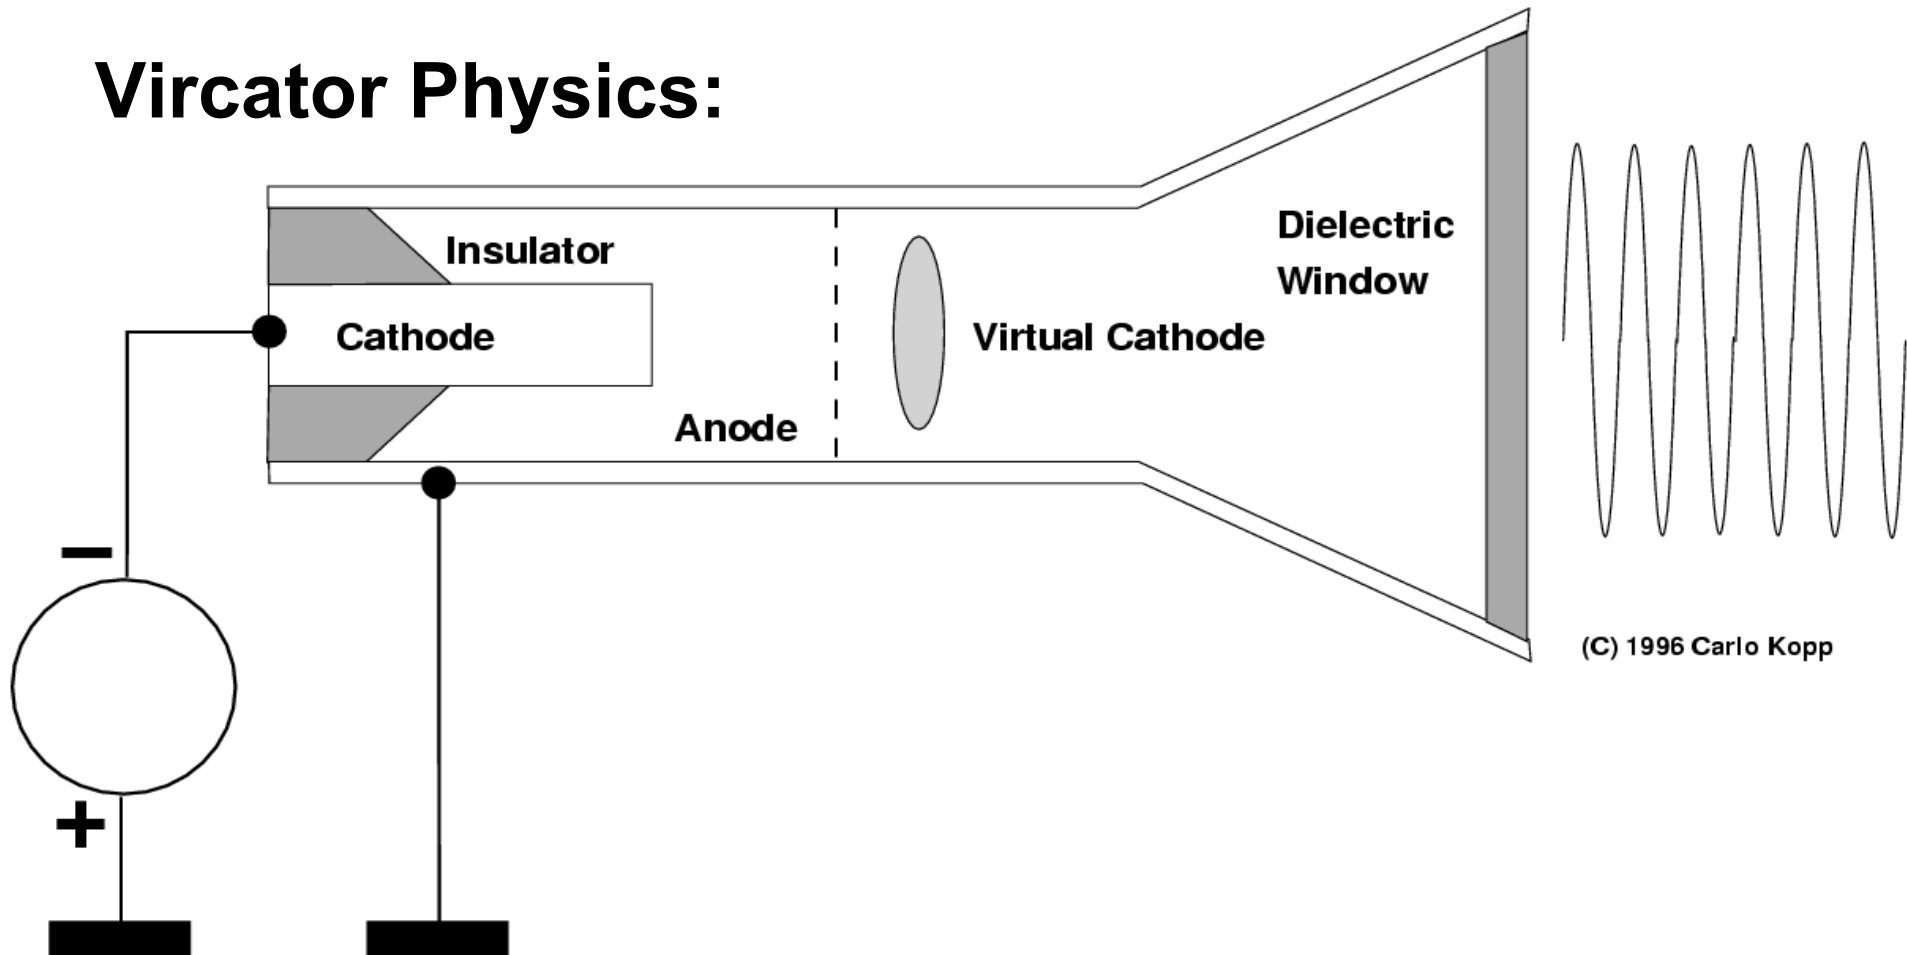 Vircator Physics:
Insulator
Dielectric
Window
Cathode
Virtual Cathode
Anode
−
+
(C) 1996 Carlo Kopp